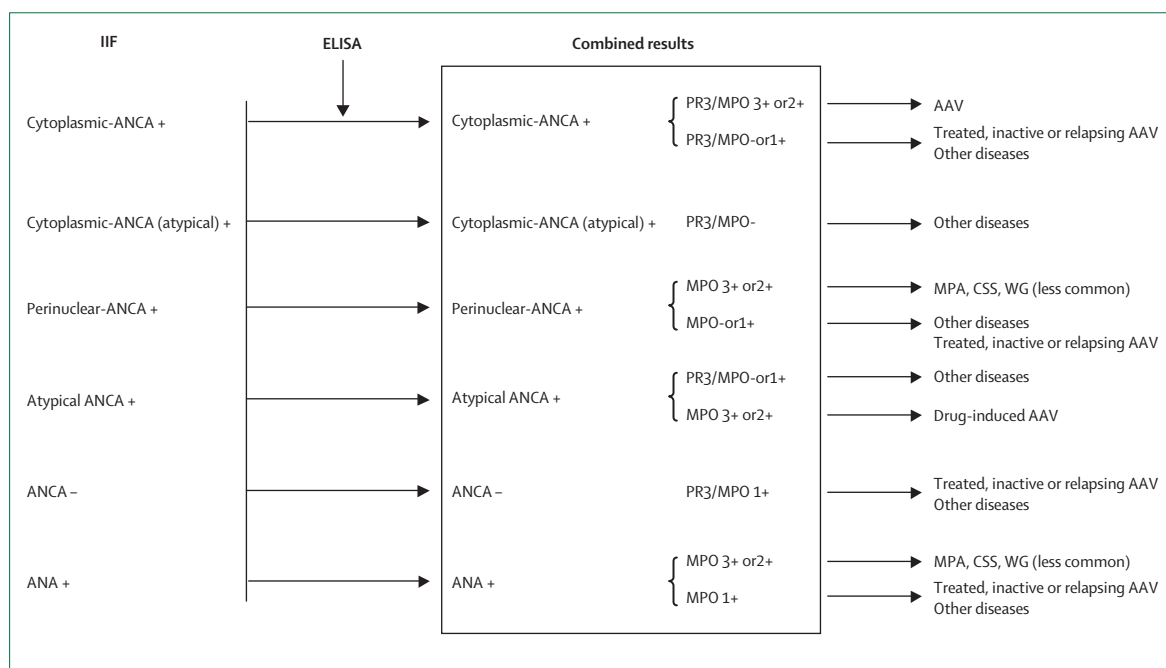 IIF ELISA Combined results
Cytoplasmic-ANCA + Cytoplasmic-ANCA +
PR3/MPO 3+ or2+ AAV
PR3/MPO-or1+ Treated, inactive or relapsing AAV
Other diseases
Cytoplasmic-ANCA (atypical) + Cytoplasmic-ANCA (atypical) + PR3/MPO- Other diseases
Perinuclear-ANCA + Perinuclear-ANCA +
MPO 3+ or2+ MPA, CSS, WG (less common)
MPO-or1+ Other diseases
Treated, inactive or relapsing AAV
Atypical ANCA + Atypical ANCA +
PR3/MPO-or1+ Other diseases
MPO 3+ or2+ Drug-induced AAV
ANCA – ANCA – PR3/MPO 1+ Treated, inactive or relapsing AAV
Other diseases
ANA + ANA +
MPO 3+ or2+ MPA, CSS, WG (less common)
MPO 1+ Treated, inactive or relapsing AAV
Other diseases